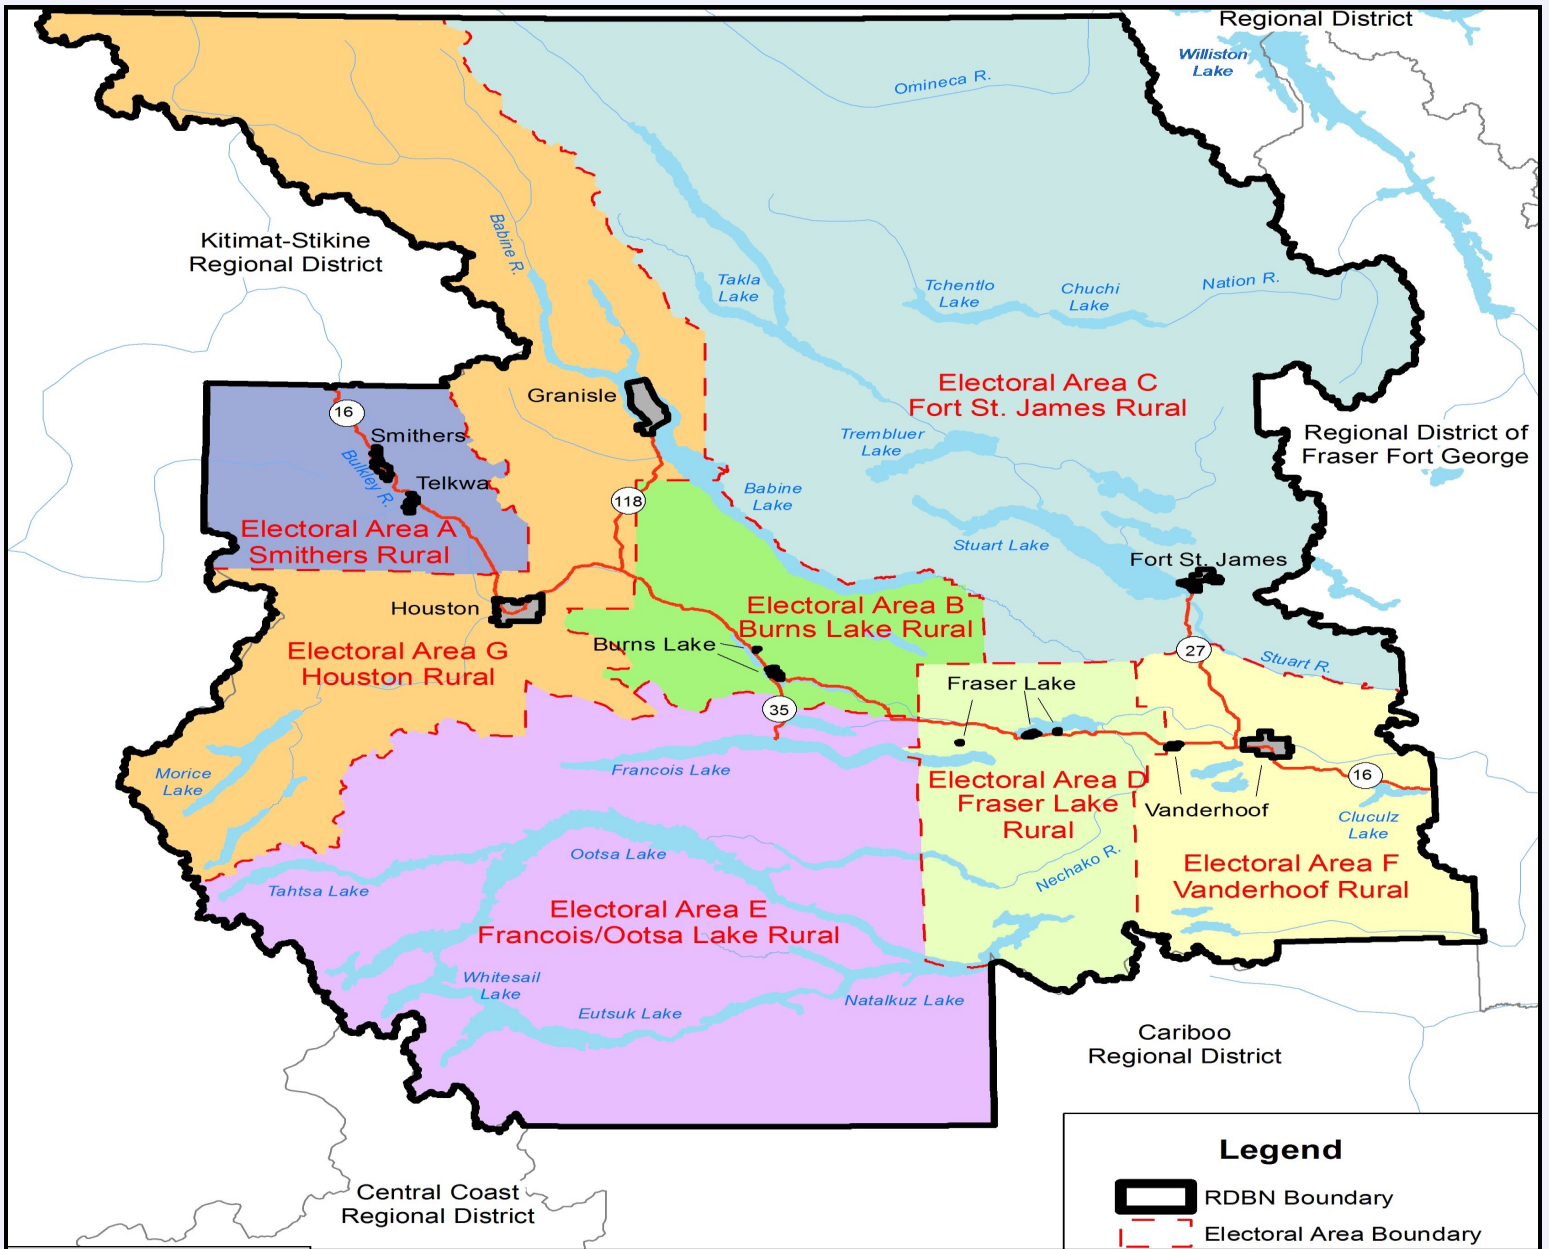 Regional District
Williston
Lake
Omineca R.
Kitimat-Stikine
Regional District
Babine R.
Takla
Lake
Tchentlo
Lake
Chuchi
Lake
Nation R.
Granisle
Electoral Area C
Fort St. James Rural
16
Smithers
Bulkley R.
Telkwa
Trembluer
Lake
Regional District of
Fraser Fort George
118
Babine
Lake
Electoral Area A
Smithers Rural
Stuart Lake
Fort St. James
Houston
Electoral Area B
Burns Lake Rural
Burns Lake
Electoral Area G
Houston Rural
27
Stuart R.
Fraser Lake
35
Francois Lake
Morice
Lake
Electoral Area D
Fraser Lake
Rural
16
Vanderhoof
Cluculz
Lake
Ootsa Lake
Tahtsa Lake
Nechako R.
Electoral Area F
Vanderhoof Rural
Electoral Area E
Francois/Ootsa Lake Rural
Whitesail
Lake
Eutsuk Lake
Natalkuz Lake
Cariboo
Regional District
Central Coast
Regional District
Legend
RDBN Boundary
Electoral Area Boundary